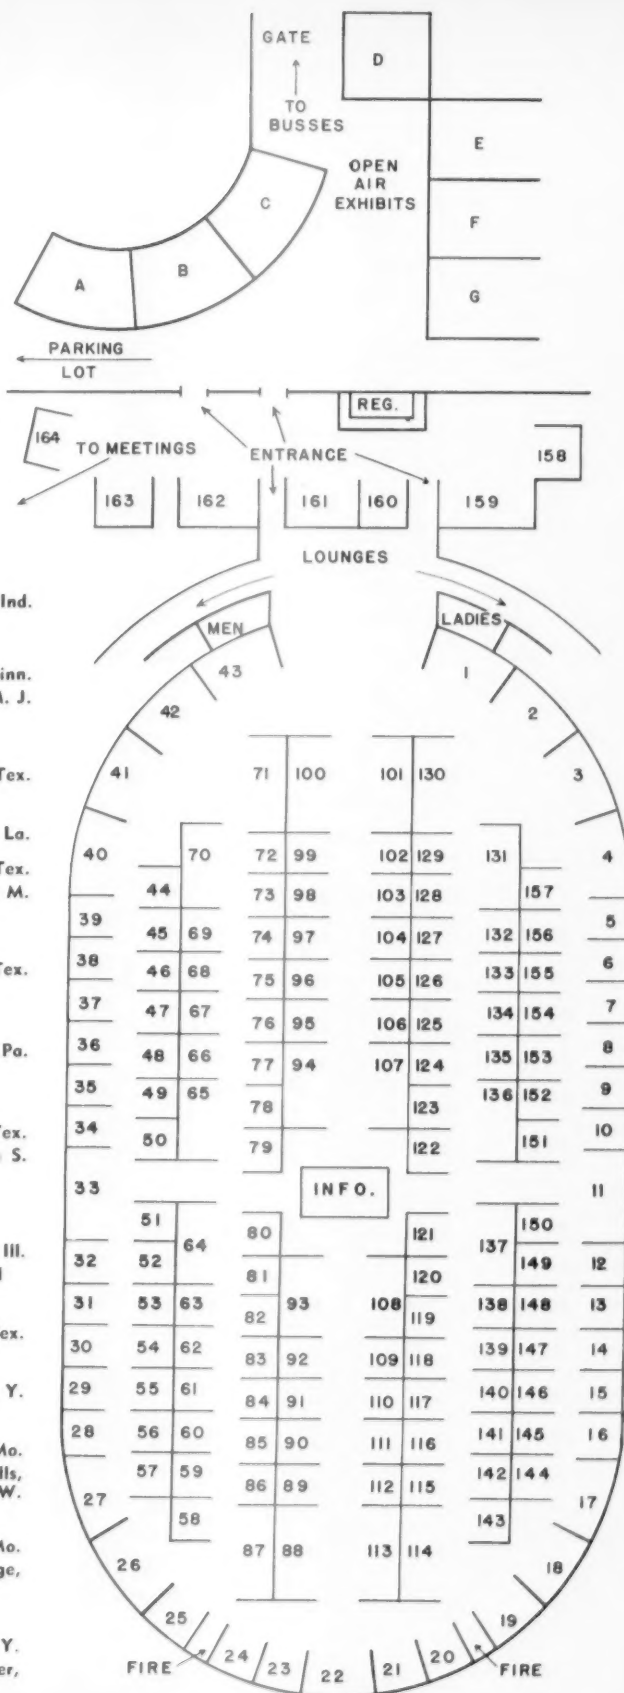 GATE
D
TO
BUSSES
E
OPEN
AIR
EXHIBITS
C
F
B
A
G
PARKING
LOT
REG.
164 TO MEETINGS ENTRANCE 158
163 162 161 160 159
LOUNGES
Ind.
MEN LADIES
inn.
A. J.
43 1
42 2
Tex.
41 71 100 101 130 3
La.
40 70 72 99 102 129 131 4
Tex.
M.
44 73 98 103 128 157
39 45 69 74 97 104 127 132 156 5
38 46 68 75 96 105 126 133 155 6
Tex.
37 47 67 76 95 106 125 134 154 7
36 48 66 77 94 107 124 135 153 8
Pa.
35 49 65 78 123 136 152 9
34 50 79 122 151 10
Tex.
S.
33 INFO. 11
51 64 80 121 137 150
Ill.
32 52 81 120 149 12
31 53 63 82 93 108 119 138 148 13
Tex.
30 54 62 83 92 109 118 139 147 14
29 55 61 84 91 110 117 140 146 15
Y.
28 56 60 85 90 111 116 141 145 16
Mo.
lls,
W.
57 59 86 89 112 115 142 144
27 58 143 17
87 88 113 114
Mo.
ge,
26 18
25 19
24 23 22 21 20
Y.
er,
FIRE FIRE